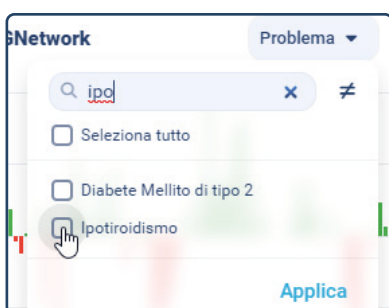 GNetwork Problema
ipo ≠
Seleziona tutto
Diabete Mellito di tipo 2
Ipotiroidismo
Applica